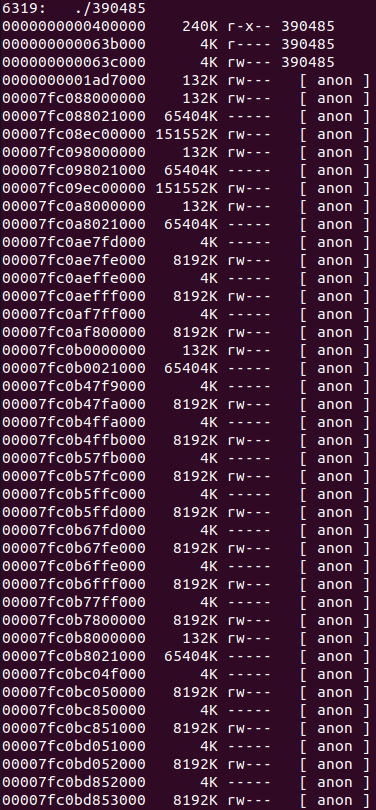 6319:   ./390485
0000000000400000    240K r-x-- 390485
000000000063b000      4K r---- 390485
000000000063c000      4K rw--- 390485
0000000001ad7000    132K rw---   [ anon ]
00007fc088000000    132K rw---   [ anon ]
00007fc088021000  65404K -----   [ anon ]
00007fc08ec00000 151552K rw---   [ anon ]
00007fc098000000    132K rw---   [ anon ]
00007fc098021000  65404K -----   [ anon ]
00007fc09ec00000 151552K rw---   [ anon ]
00007fc0a8000000    132K rw---   [ anon ]
00007fc0a8021000  65404K -----   [ anon ]
00007fc0ae7fd000      4K -----   [ anon ]
00007fc0ae7fe000   8192K rw---   [ anon ]
00007fc0aeffe000      4K -----   [ anon ]
00007fc0aefff000   8192K rw---   [ anon ]
00007fc0af7ff000      4K -----   [ anon ]
00007fc0af800000   8192K rw---   [ anon ]
00007fc0b0000000    132K rw---   [ anon ]
00007fc0b0021000  65404K -----   [ anon ]
00007fc0b47f9000      4K -----   [ anon ]
00007fc0b47fa000   8192K rw---   [ anon ]
00007fc0b4ffa000      4K -----   [ anon ]
00007fc0b4ffb000   8192K rw---   [ anon ]
00007fc0b57fb000      4K -----   [ anon ]
00007fc0b57fc000   8192K rw---   [ anon ]
00007fc0b5ffc000      4K -----   [ anon ]
00007fc0b5ffd000   8192K rw---   [ anon ]
00007fc0b67fd000      4K -----   [ anon ]
00007fc0b67fe000   8192K rw---   [ anon ]
00007fc0b6ffe000      4K -----   [ anon ]
00007fc0b6fff000   8192K rw---   [ anon ]
00007fc0b77ff000      4K -----   [ anon ]
00007fc0b7800000   8192K rw---   [ anon ]
00007fc0b8000000    132K rw---   [ anon ]
00007fc0b8021000  65404K -----   [ anon ]
00007fc0bc04f000      4K -----   [ anon ]
00007fc0bc050000   8192K rw---   [ anon ]
00007fc0bc850000      4K -----   [ anon ]
00007fc0bc851000   8192K rw---   [ anon ]
00007fc0bd051000      4K -----   [ anon ]
00007fc0bd052000   8192K rw---   [ anon ]
00007fc0bd852000      4K -----   [ anon ]
00007fc0bd853000   8192K rw---   [ anon ]